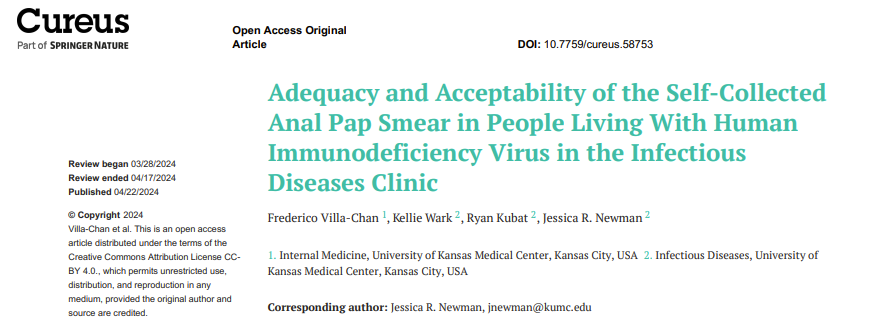 Cureus
Part of SPRINGER NATURE
Open Access Original
Article
DOI: 10.7759/cureus.58753
Review began 03/28/2024
Review ended 04/17/2024
Published 04/22/2024
© Copyright 2024
Villa-Chan et al. This is an open access
article distributed under the terms of the
Creative Commons Attribution License CC-
BY 4.0., which permits unrestricted use,
distribution, and reproduction in any
medium, provided the original author and
source are credited.
Adequacy and Acceptability of the Self-Collected
Anal Pap Smear in People Living With Human
Immunodeficiency Virus in the Infectious
Diseases Clinic
Frederico Villa-Chan 1, Kellie Wark 2, Ryan Kubat 2, Jessica R. Newman 2
1. Internal Medicine, University of Kansas Medical Center, Kansas City, USA 2. Infectious Diseases, University of
Kansas Medical Center, Kansas City, USA
Corresponding author: Jessica R. Newman, jnewman@kumc.edu